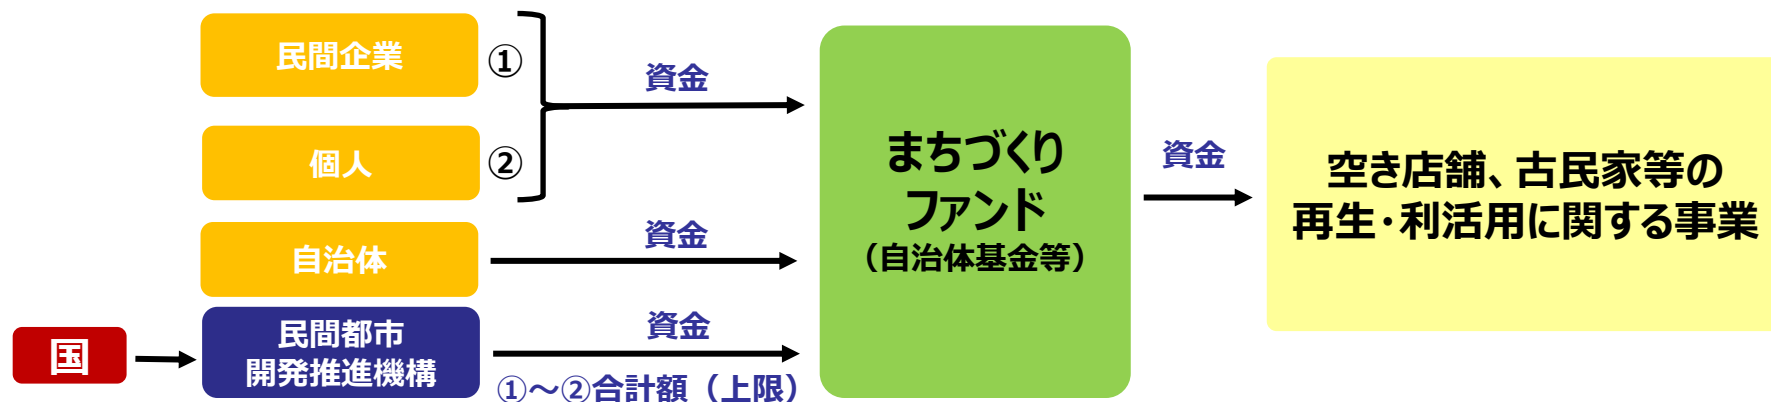 民間企業
①
資金
個人
②
自治体
資金
国
民間都市
開発推進機構
資金
①～②合計額（上限）
まちづくり
ファンド
（自治体基金等）
資金
空き店舗、古民家等の
再生・利活用に関する事業